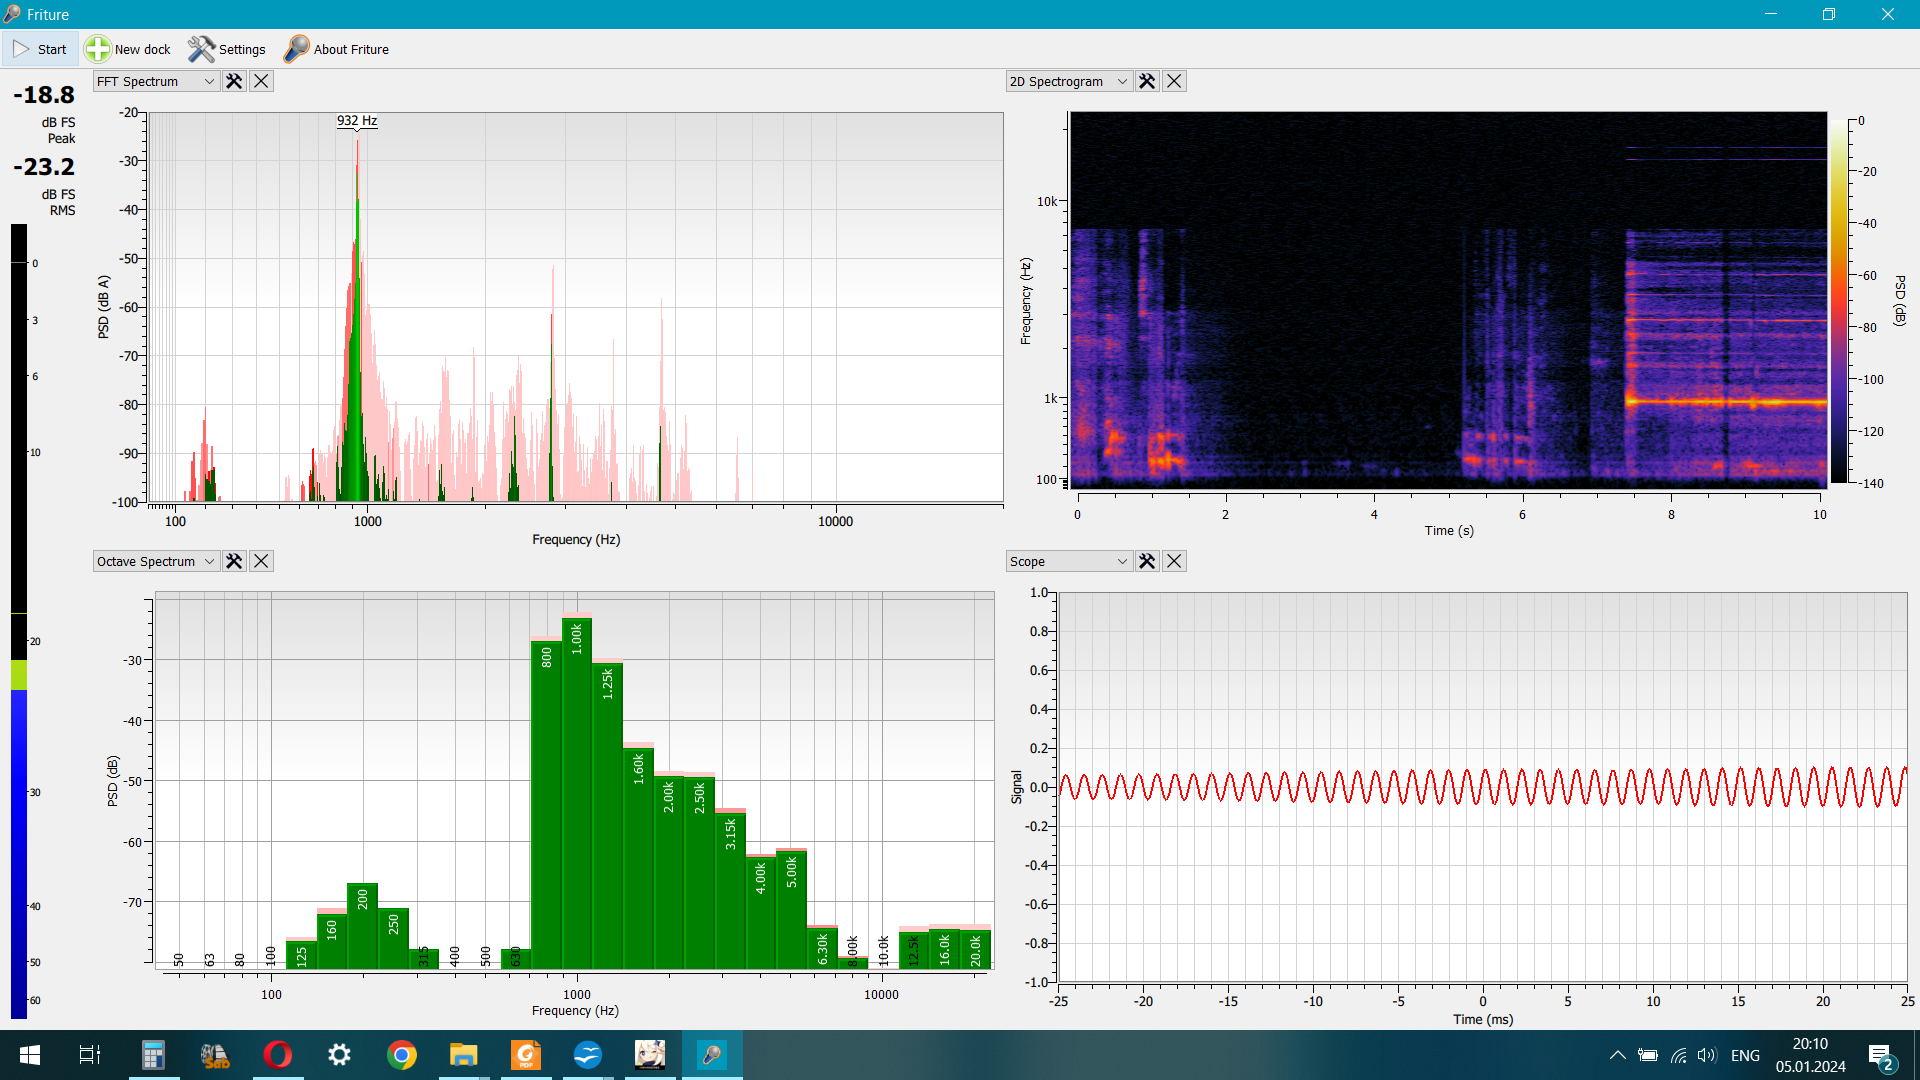 Friture
Start
New dock
Settings
About Friture
-18.8
dB FS
Peak
-23.2
dB FS
RMS
0
3
6
10
20
30
40
50
60
FFT Spectrum
932 Hz
-20
-30
-40
-50
-60
-70
-80
-90
-100
PSD (dB A)
100
1000
10000
Frequency (Hz)
2D Spectrogram
10k
1k
100
Frequency (Hz)
0
2
4
6
8
10
Time (s)
0
-20
-40
-60
-80
-100
-120
-140
PSD (dB)
Octave Spectrum
-30
-40
-50
-60
-70
PSD (dB)
50
63
80
100
125
160
200
250
315
400
500
630
800
1.00k
1.25k
1.60k
2.00k
2.50k
3.15k
4.00k
5.00k
6.30k
8.00k
10.0k
12.5k
16.0k
20.0k
100
1000
10000
Frequency (Hz)
Scope
1.0
0.8
0.6
0.4
0.2
0.0
-0.2
-0.4
-0.6
-0.8
-1.0
Signal
-25
-20
-15
-10
-5
0
5
10
15
20
25
Time (ms)
PDF
ENG
20:10
05.01.2024
2